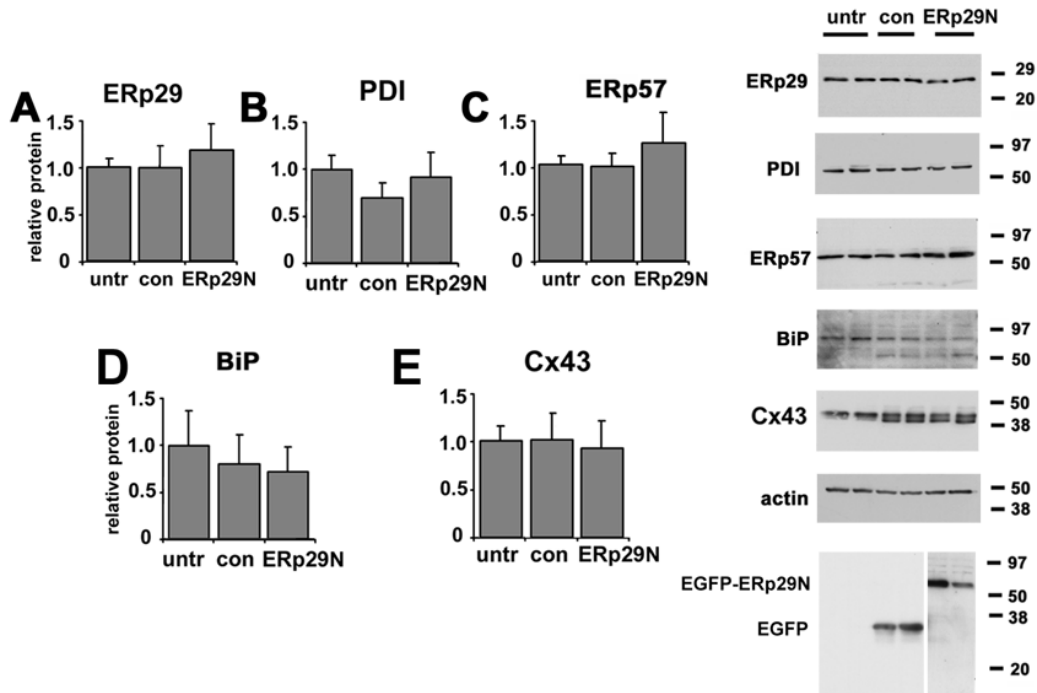 A ERp29
relative protein
1.5
1.0
0.5
0
untr con ERp29N
B PDI
1.5
1.0
0.5
0
untr con ERp29N
C ERp57
1.5
1.0
0.5
0
untr con ERp29N
D BiP
relative protein
1.5
1.0
0.5
0
untr con ERp29N
E Cx43
1.5
1.0
0.5
0
untr con ERp29N
untr con ERp29N
ERp29
29
20
PDI
97
50
ERp57
97
50
BiP
97
50
Cx43
50
38
actin
50
38
EGFP-ERp29N
EGFP
97
50
38
20